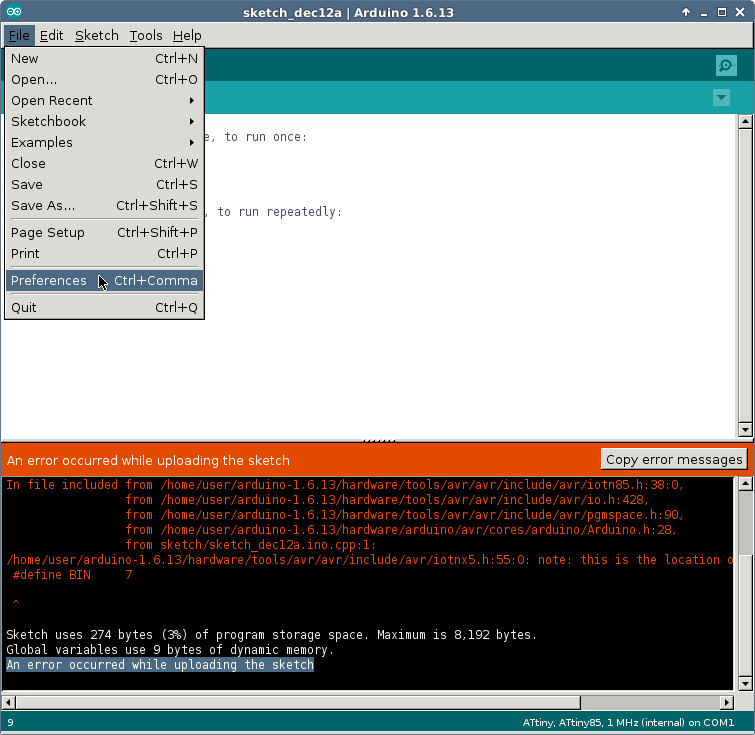 sketch_dec12a | Arduino 1.6.13
File Edit Sketch Tools Help
New Ctrl+N
Open... Ctrl+O
Open Recent
Sketchbook
Examples
Close Ctrl+W
Save Ctrl+S
Save As... Ctrl+Shift+S
Page Setup Ctrl+Shift+P
Print Ctrl+P
Preferences Ctrl+Comma
Quit Ctrl+Q
e, to run once:
, to run repeatedly:
An error occurred while uploading the sketch Copy error messages
In file included from /home/user/arduino-1.6.13/hardware/tools/avr/avr/include/avr/iotn85.h:38:0,
from /home/user/arduino-1.6.13/hardware/tools/avr/avr/include/avr/io.h:428,
from /home/user/arduino-1.6.13/hardware/tools/avr/avr/include/avr/pgmspace.h:90,
from /home/user/arduino-1.6.13/hardware/arduino/avr/cores/arduino/Arduino.h:28,
from sketch/sketch_dec12a.ino.cpp:1:
/home/user/arduino-1.6.13/hardware/tools/avr/avr/include/avr/iotnx5.h:55:0: note: this is the location o
#define BIN 7
^
Sketch uses 274 bytes (3%) of program storage space. Maximum is 8,192 bytes.
Global variables use 9 bytes of dynamic memory.
An error occurred while uploading the sketch
9 ATtiny, ATtiny85, 1 MHz (internal) on COM1